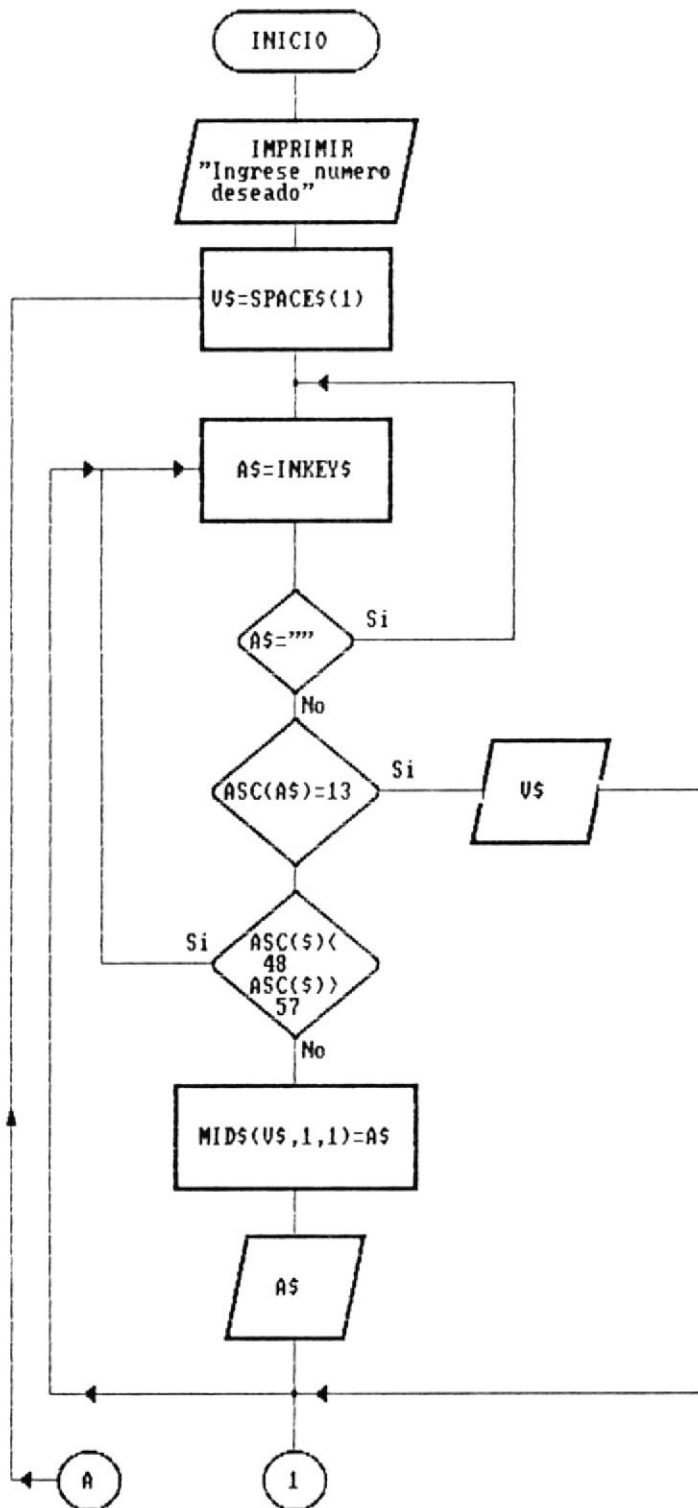 INICIO
IMPRIMIR
"Ingrese numero
deseado"
V$=SPACE$(1)
A$=INKEY$
A$=""
Si
No
ASC(A$)=13
Si
V$
Si
ASC($)<
48
ASC($)>
57
No
MID$(V$,1,1)=A$
A$
A
1